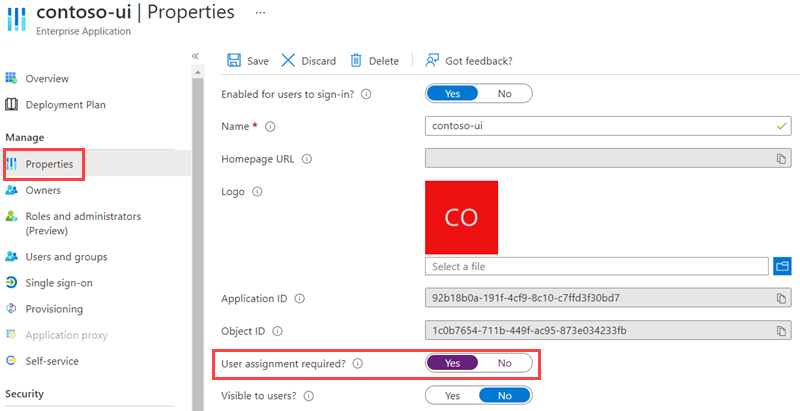 contoso-ui | Properties ...
Enterprise Application
«
Overview
Deployment Plan
Manage
Properties
Owners
Roles and administrators
(Preview)
Users and groups
Single sign-on
Provisioning
Application proxy
Self-service
Security
Save Discard Delete Got feedback?
Enabled for users to sign-in? Yes No
Name * contoso-ui
Homepage URL
Logo CO
Select a file
Application ID 92b18b0a-191f-4cf9-8c10-c7ffd3f30bd7
Object ID 1c0b7654-711b-449f-ac95-873e034233fb
User assignment required? Yes No
Visible to users? Yes No